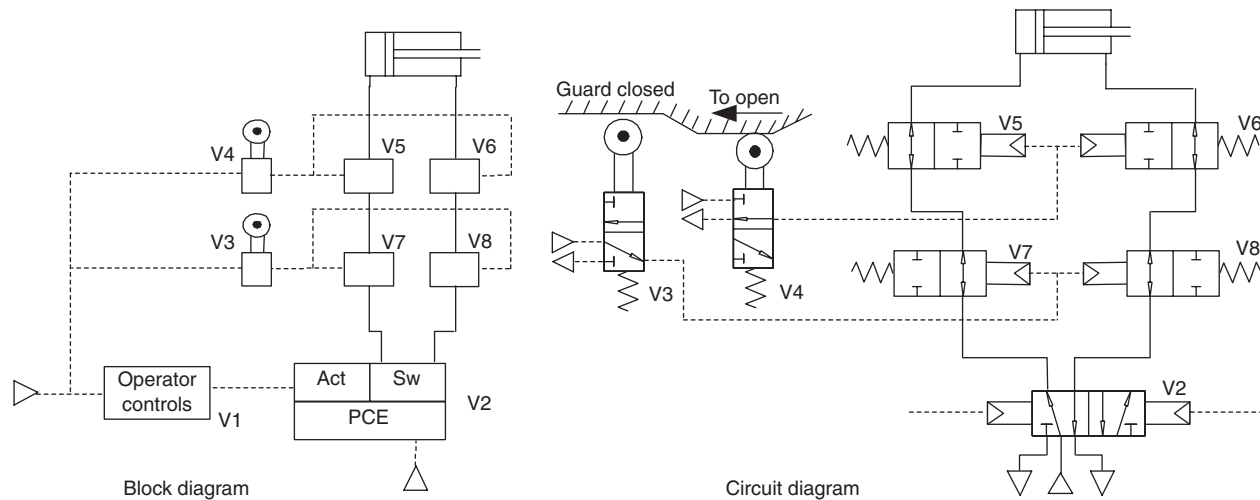 V4
V5
V6
V3
V7
V8
Operator
controls
V1
Act
Sw
PCE
V2
Block diagram
Guard closed
To open
V5
V6
V3
V4
V7
V8
V2
Circuit diagram